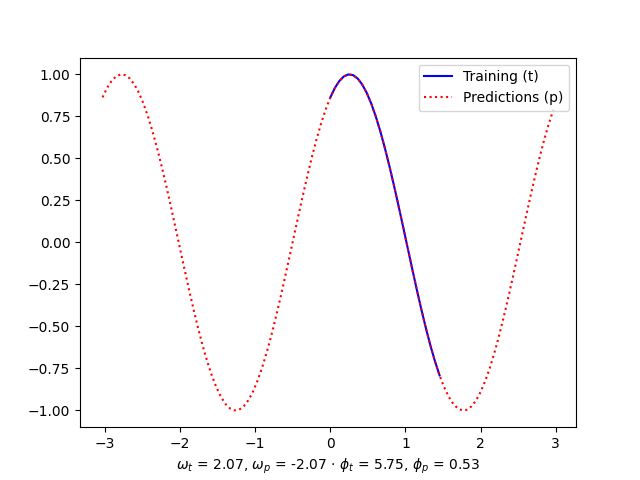 Training (t)
Predictions (p)
1.00
0.75
0.50
0.25
0.00
−0.25
−0.50
−0.75
−1.00
−3 −2 −1 0 1 2 3
ω_t = 2.07, ω_p = -2.07 · ϕ_t = 5.75, ϕ_p = 0.53